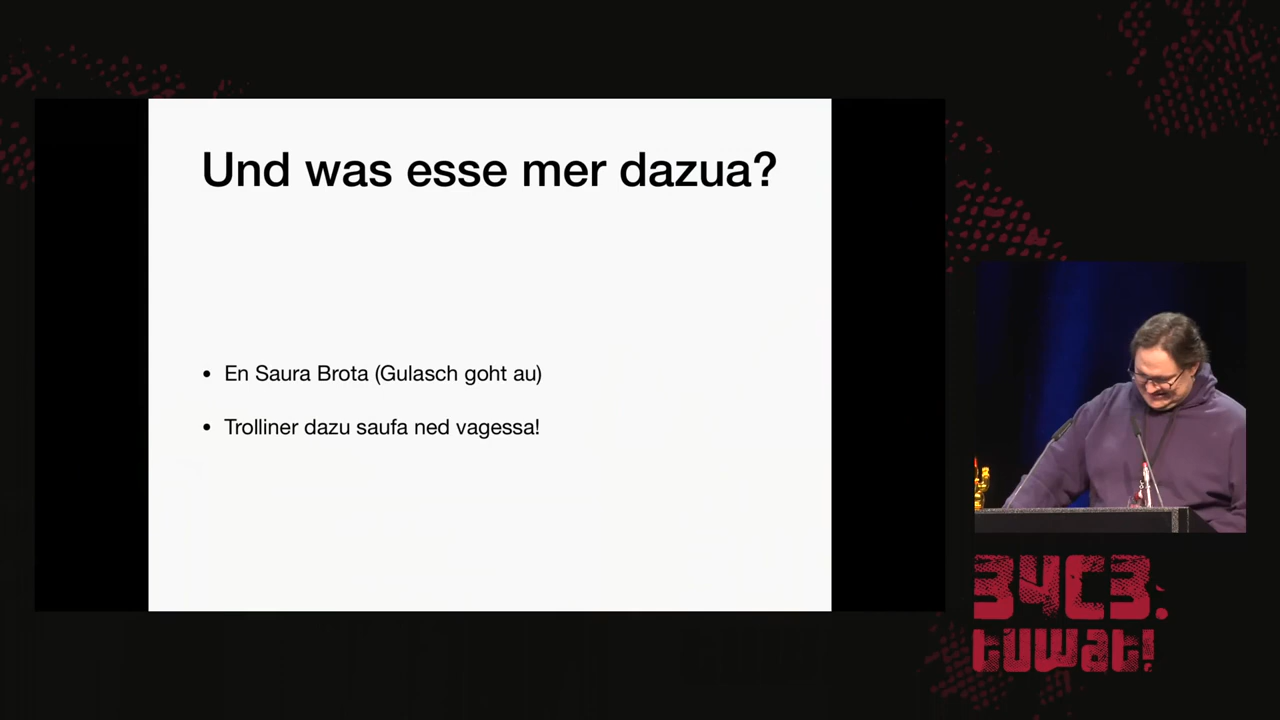 Und was esse mer dazua?
• En Saura Brota (Gulasch goht au)
• Trolliner dazu saufa ned vagessa!
34C3.
tuwat!